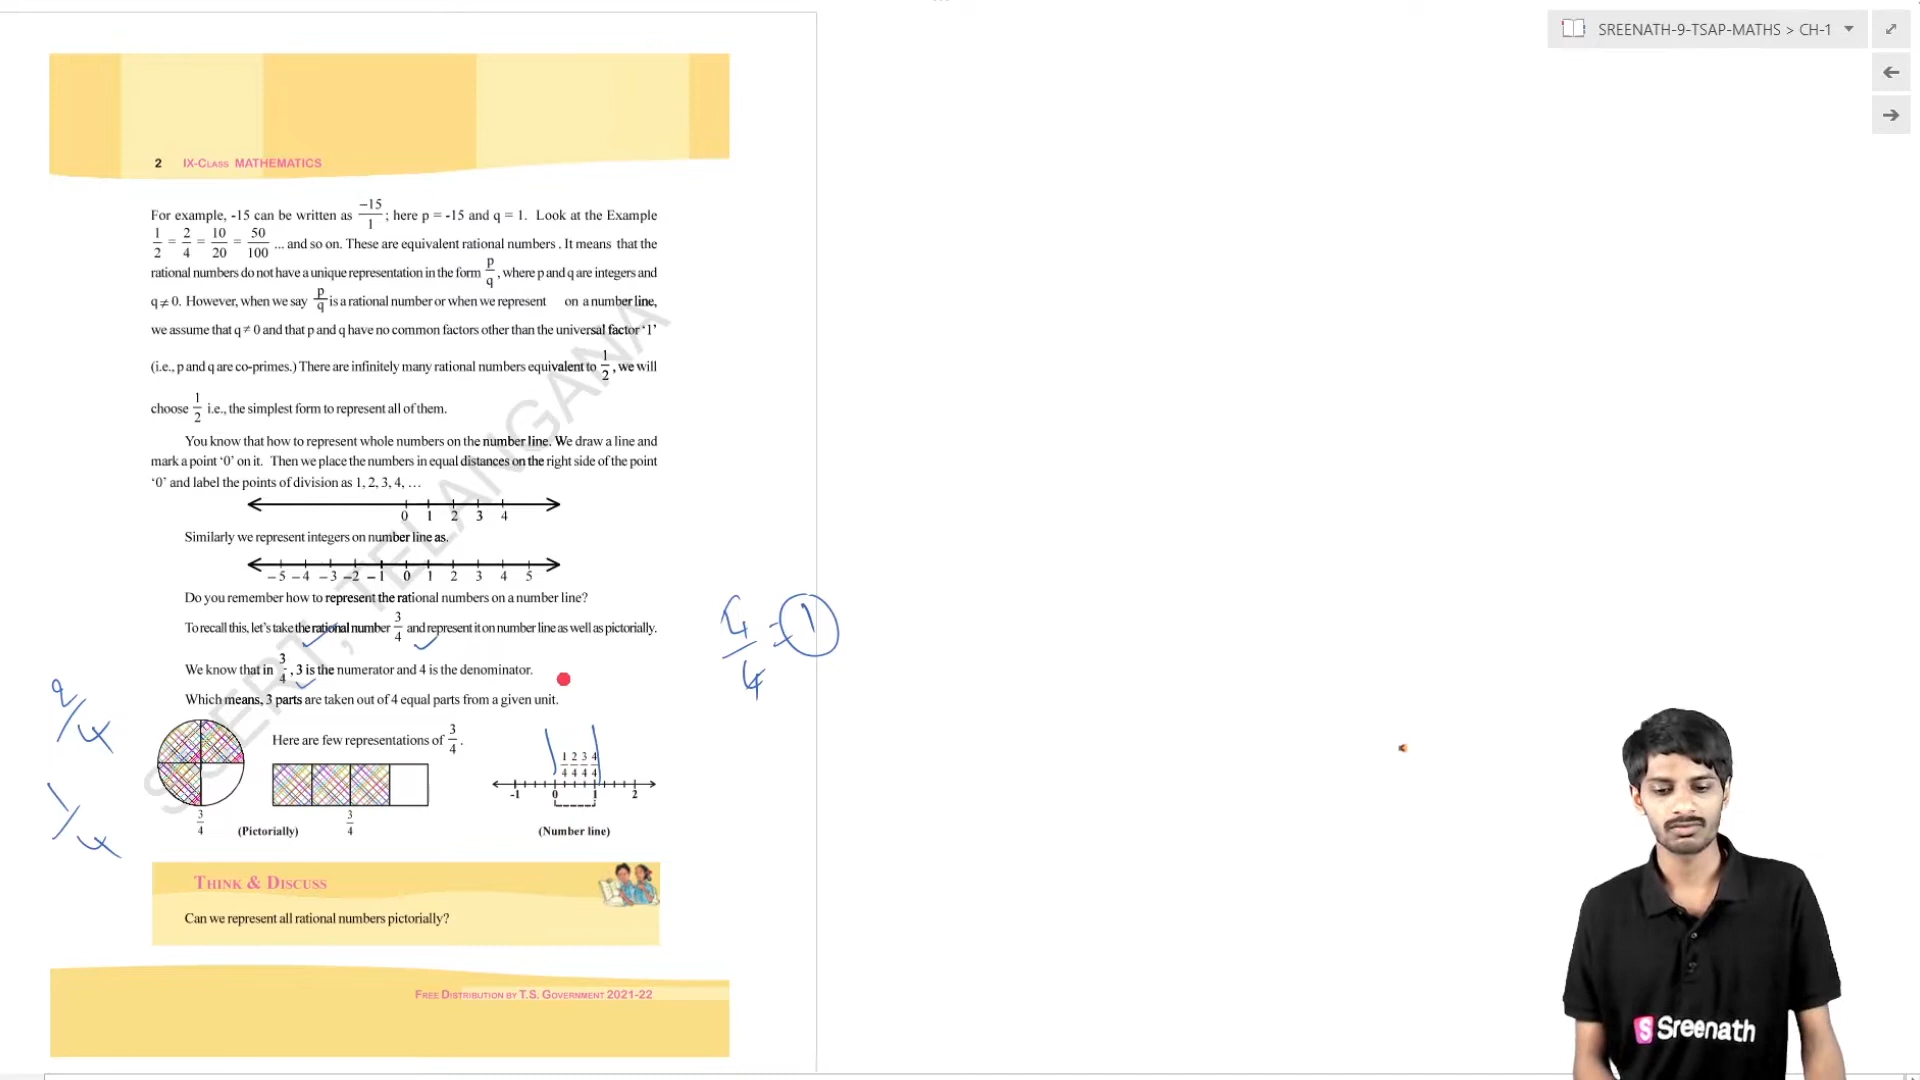 SREENATH-9-TSAP-MATHS > CH-1
2 IX-CLASS MATHEMATICS
For example, -15 can be written as −15/1; here p = -15 and q = 1. Look at the Example
1/2 = 2/4 = 10/20 = 50/100 ... and so on. These are equivalent rational numbers . It means that the
rational numbers do not have a unique representation in the form p/q, where p and q are integers and
q ≠ 0. However, when we say p/q is a rational number or when we represent on a number line,
we assume that q ≠ 0 and that p and q have no common factors other than the universal factor ‘1’
(i.e., p and q are co-primes.) There are infinitely many rational numbers equivalent to 1/2, we will
choose 1/2 i.e., the simplest form to represent all of them.
You know that how to represent whole numbers on the number line. We draw a line and
mark a point ‘0’ on it. Then we place the numbers in equal distances on the right side of the point
‘0’ and label the points of division as 1, 2, 3, 4, …
0 1 2 3 4
Similarly we represent integers on number line as.
−5 −4 −3 −2 −1 0 1 2 3 4 5
Do you remember how to represent the rational numbers on a number line?
To recall this, let’s take the rational number 3/4 and represent it on number line as well as pictorially.
4/4 = 1
We know that in 3/4, 3 is the numerator and 4 is the denominator.
Which means, 3 parts are taken out of 4 equal parts from a given unit.
2/4
Here are few representations of 3/4.
1/4 2/4 3/4 4/4
-1 0 1 2
1/4
3/4 (Pictorially) 3/4 (Number line)
THINK & DISCUSS
Can we represent all rational numbers pictorially?
FREE DISTRIBUTION BY T.S. GOVERNMENT 2021-22
SCERT, TELANGANA
S Sreenath